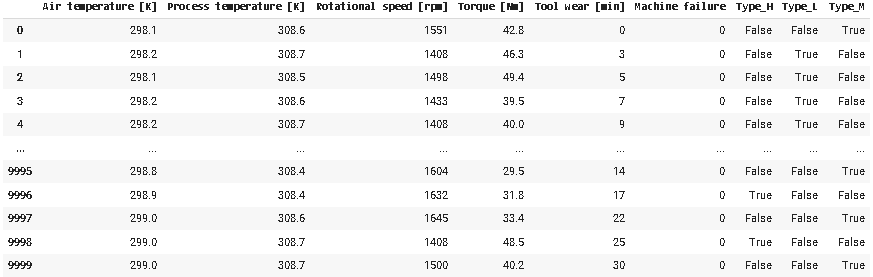 Air temperature [K] Process temperature [K] Rotational speed [rpm] Torque [Nm] Tool wear [min] Machine failure Type_H Type_L Type_M
0 298.1 308.6 1551 42.8 0 0 False False True
1 298.2 308.7 1408 46.3 3 0 False True False
2 298.1 308.5 1498 49.4 5 0 False True False
3 298.2 308.6 1433 39.5 7 0 False True False
4 298.2 308.7 1408 40.0 9 0 False True False
... ... ... ... ... ... ... ... ... ...
9995 298.8 308.4 1604 29.5 14 0 False False True
9996 298.9 308.4 1632 31.8 17 0 True False False
9997 299.0 308.6 1645 33.4 22 0 False False True
9998 299.0 308.7 1408 48.5 25 0 True False False
9999 299.0 308.7 1500 40.2 30 0 False False True